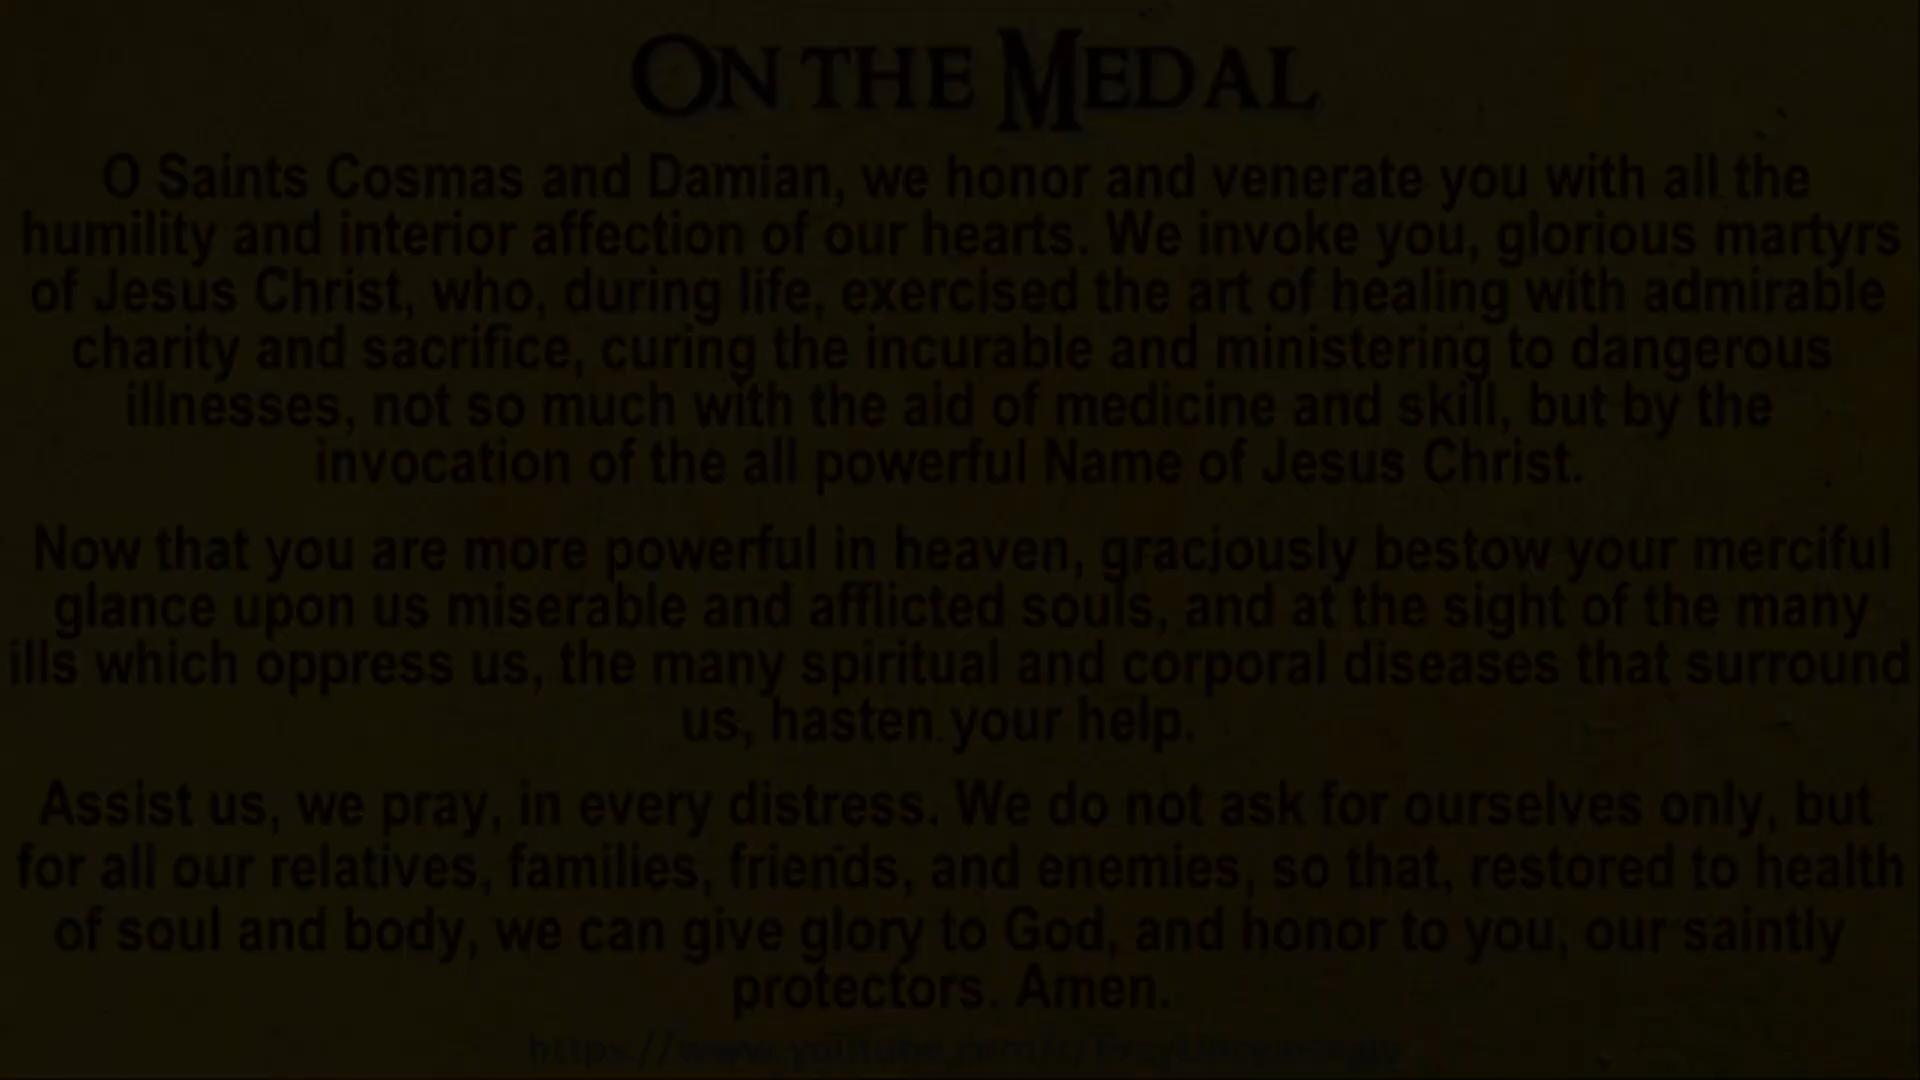 ON THE MEDAL
O Saints Cosmas and Damian, we honor and venerate you with all the
humility and interior affection of our hearts. We invoke you, glorious martyrs
of Jesus Christ, who, during life, exercised the art of healing with admirable
charity and sacrifice, curing the incurable and ministering to dangerous
illnesses, not so much with the aid of medicine and skill, but by the
invocation of the all powerful Name of Jesus Christ.
Now that you are more powerful in heaven, graciously bestow your merciful
glance upon us miserable and afflicted souls, and at the sight of the many
ills which oppress us, the many spiritual and corporal diseases that surround
us, hasten your help.
Assist us, we pray, in every distress. We do not ask for ourselves only, but
for all our relatives, families, friends, and enemies, so that, restored to health
of soul and body, we can give glory to God, and honor to you, our saintly
protectors. Amen.